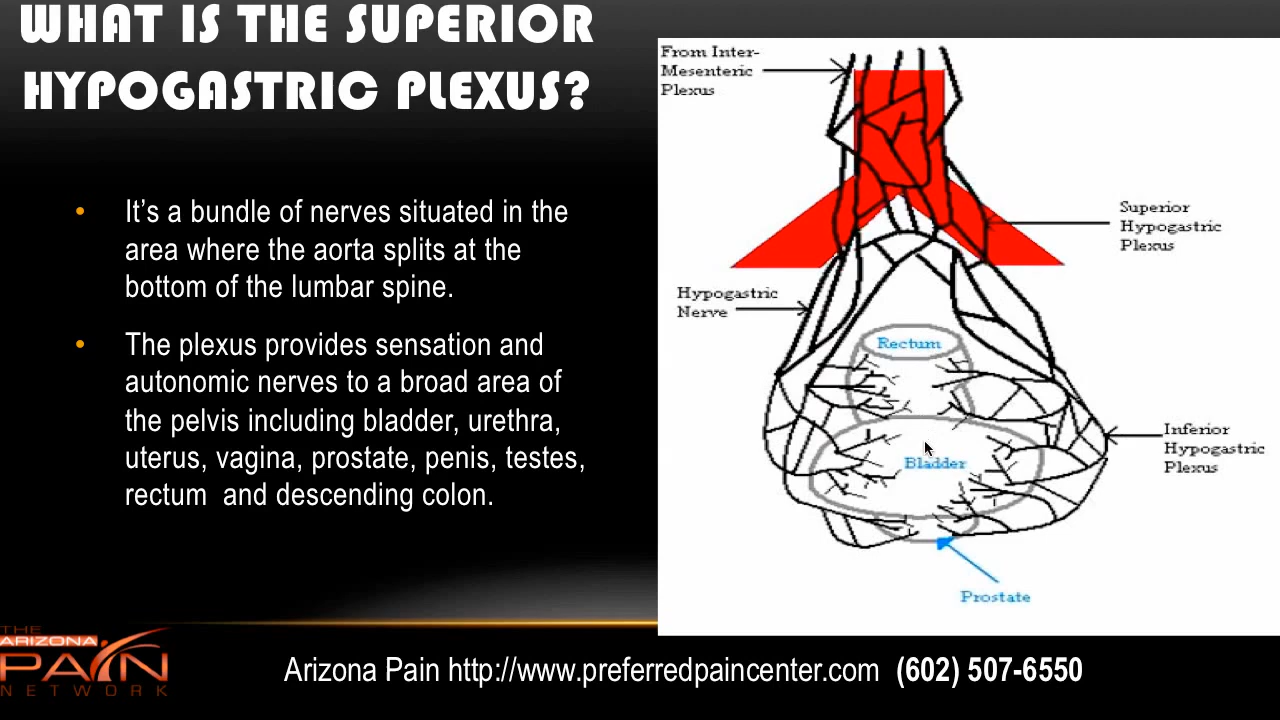 WHAT IS THE SUPERIOR
HYPOGASTRIC PLEXUS?
• It’s a bundle of nerves situated in the
area where the aorta splits at the
bottom of the lumbar spine.
• The plexus provides sensation and
autonomic nerves to a broad area of
the pelvis including bladder, urethra,
uterus, vagina, prostate, penis, testes,
rectum  and descending colon.
From Inter-
Mesenteric
Plexus
Superior
Hypogastric
Plexus
Hypogastric
Nerve
Rectum
Inferior
Hypogastric
Plexus
Bladder
Prostate
THE
ARIZONA
PAIN
NETWORK
Arizona Pain http://www.preferredpaincenter.com  (602) 507-6550